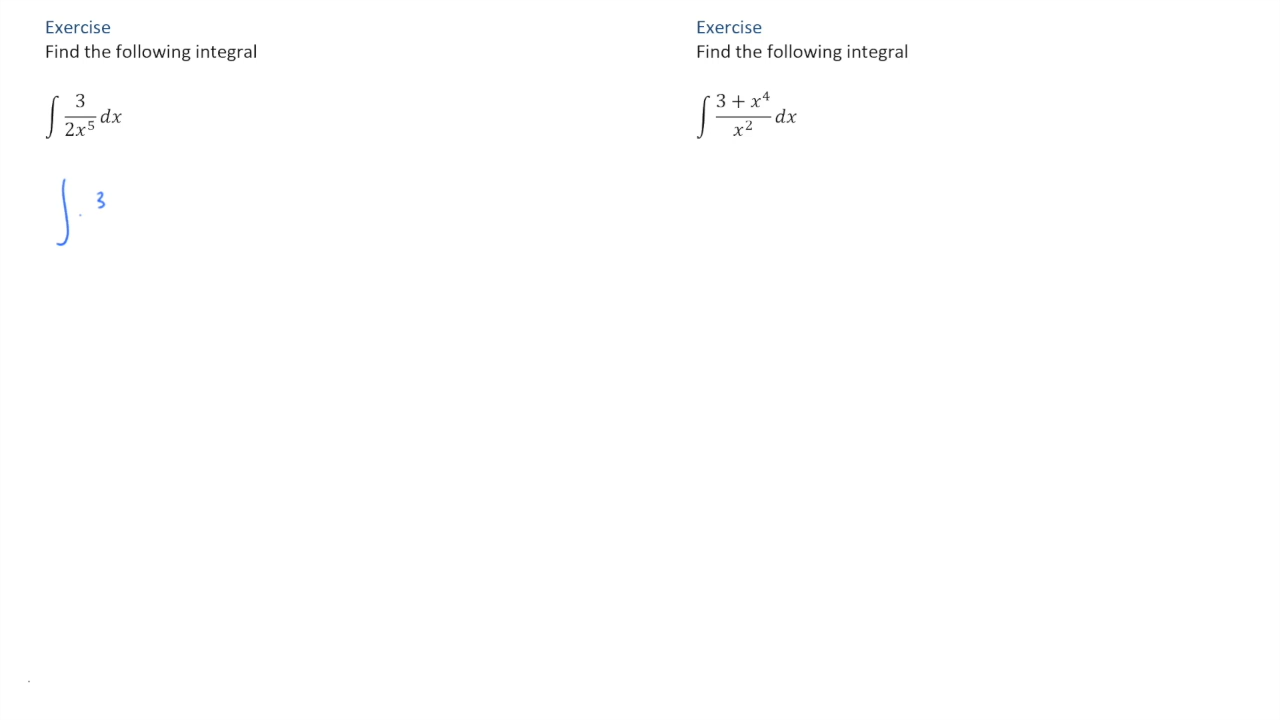 Exercise
Find the following integral
∫ 3/(2x⁵) dx
∫ 3
Exercise
Find the following integral
∫ (3 + x⁴)/x² dx